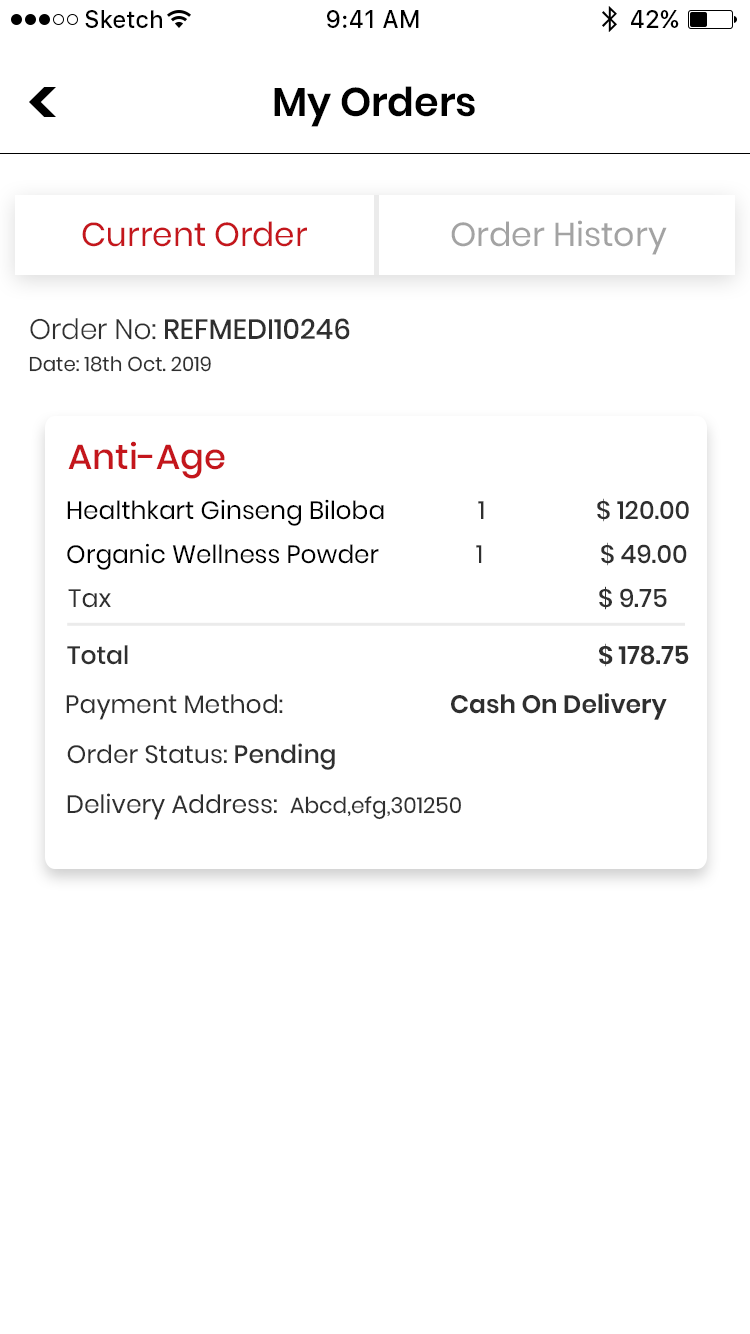 Sketch 9:41 AM 42%
My Orders
Current Order Order History
Order No: REFMEDI10246
Date: 18th Oct. 2019
Anti-Age
Healthkart Ginseng Biloba 1 $ 120.00
Organic Wellness Powder 1 $ 49.00
Tax $ 9.75
Total $ 178.75
Payment Method: Cash On Delivery
Order Status: Pending
Delivery Address: Abcd,efg,301250